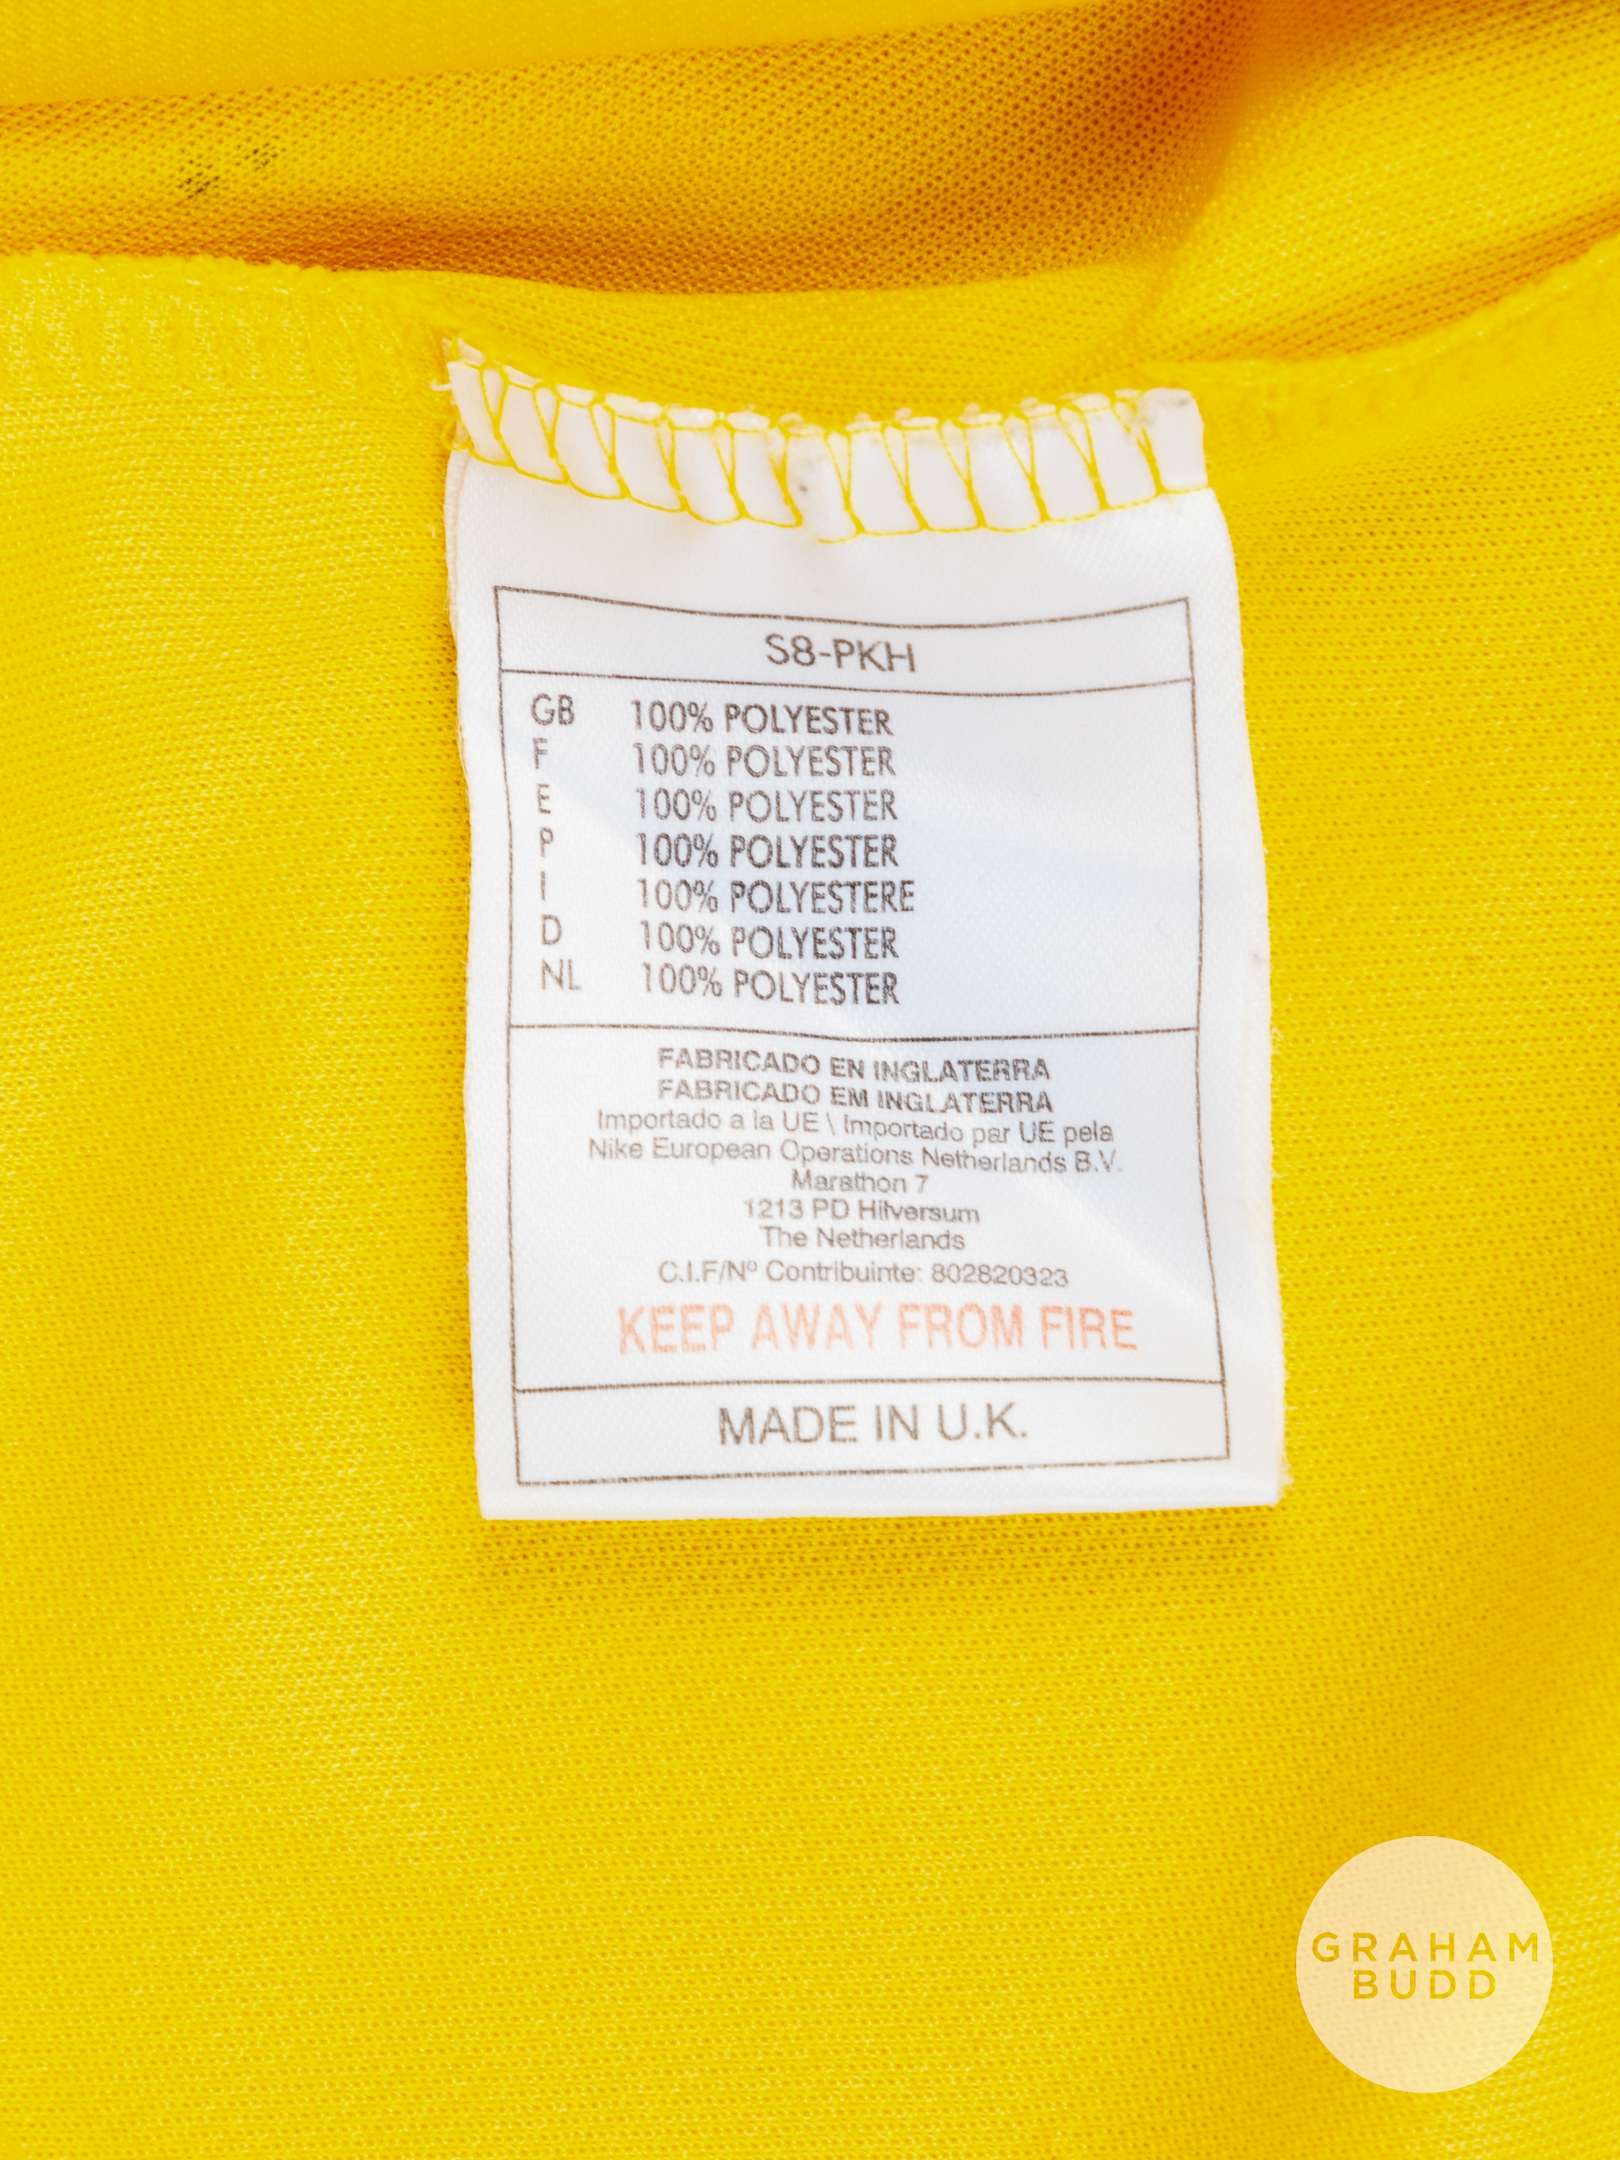 S8-PKH
GB 100% POLYESTER
F 100% POLYESTER
E 100% POLYESTER
P 100% POLYESTER
I 100% POLYESTERE
D 100% POLYESTER
NL 100% POLYESTER
FABRICADO EN INGLATERRA
FABRICADO EM INGLATERRA
Importado a la UE \ Importado par UE pela
Nike European Operations Netherlands B.V.
Marathon 7
1213 PD Hilversum
The Netherlands
C.I.F/Nº Contribuinte: 802820323
KEEP AWAY FROM FIRE
MADE IN U.K.
GRAHAM
BUDD